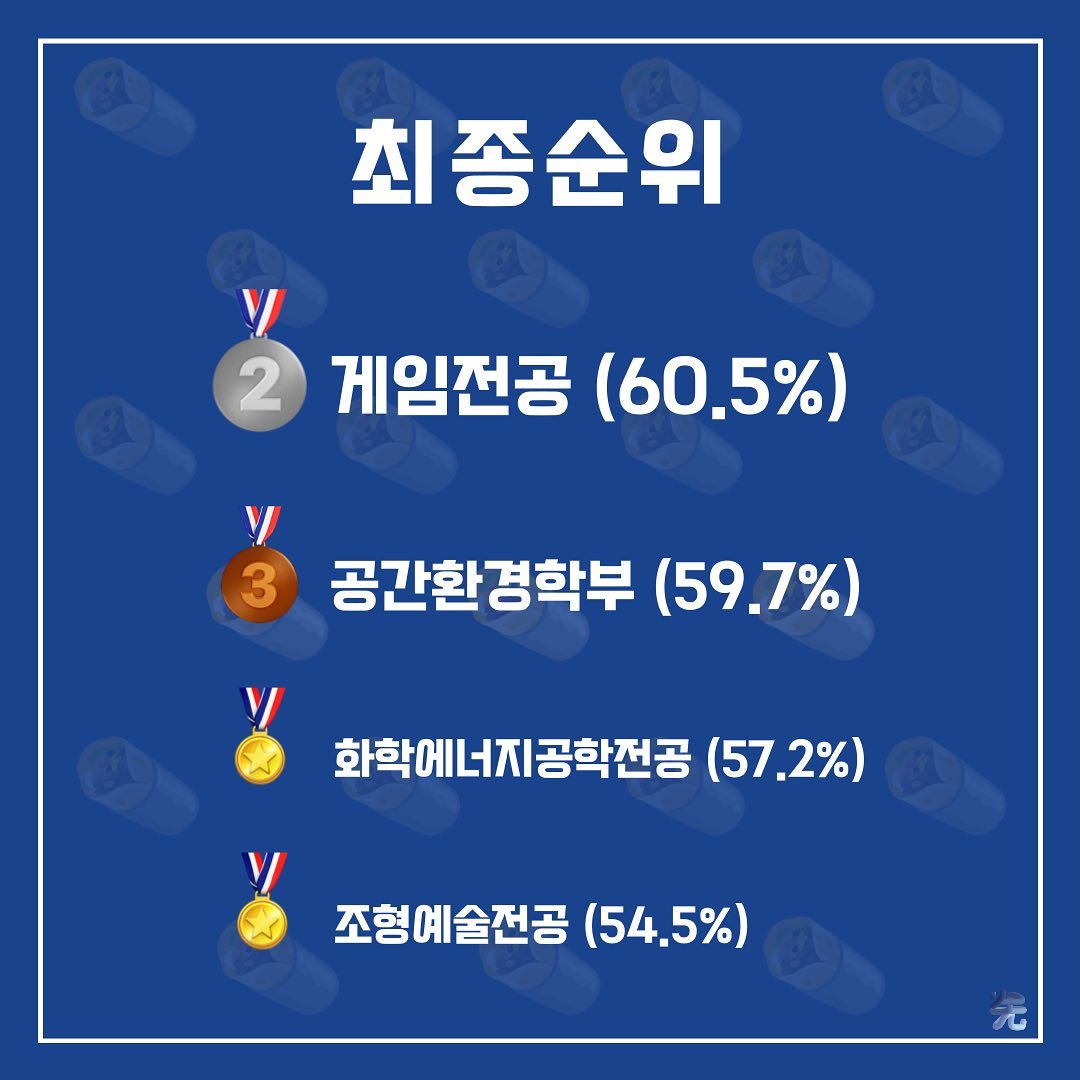 최종순위
2 게임전공 (60.5%)
3 공간환경학부 (59.7%)
화학에너지공학전공 (57.2%)
조형예술전공 (54.5%)